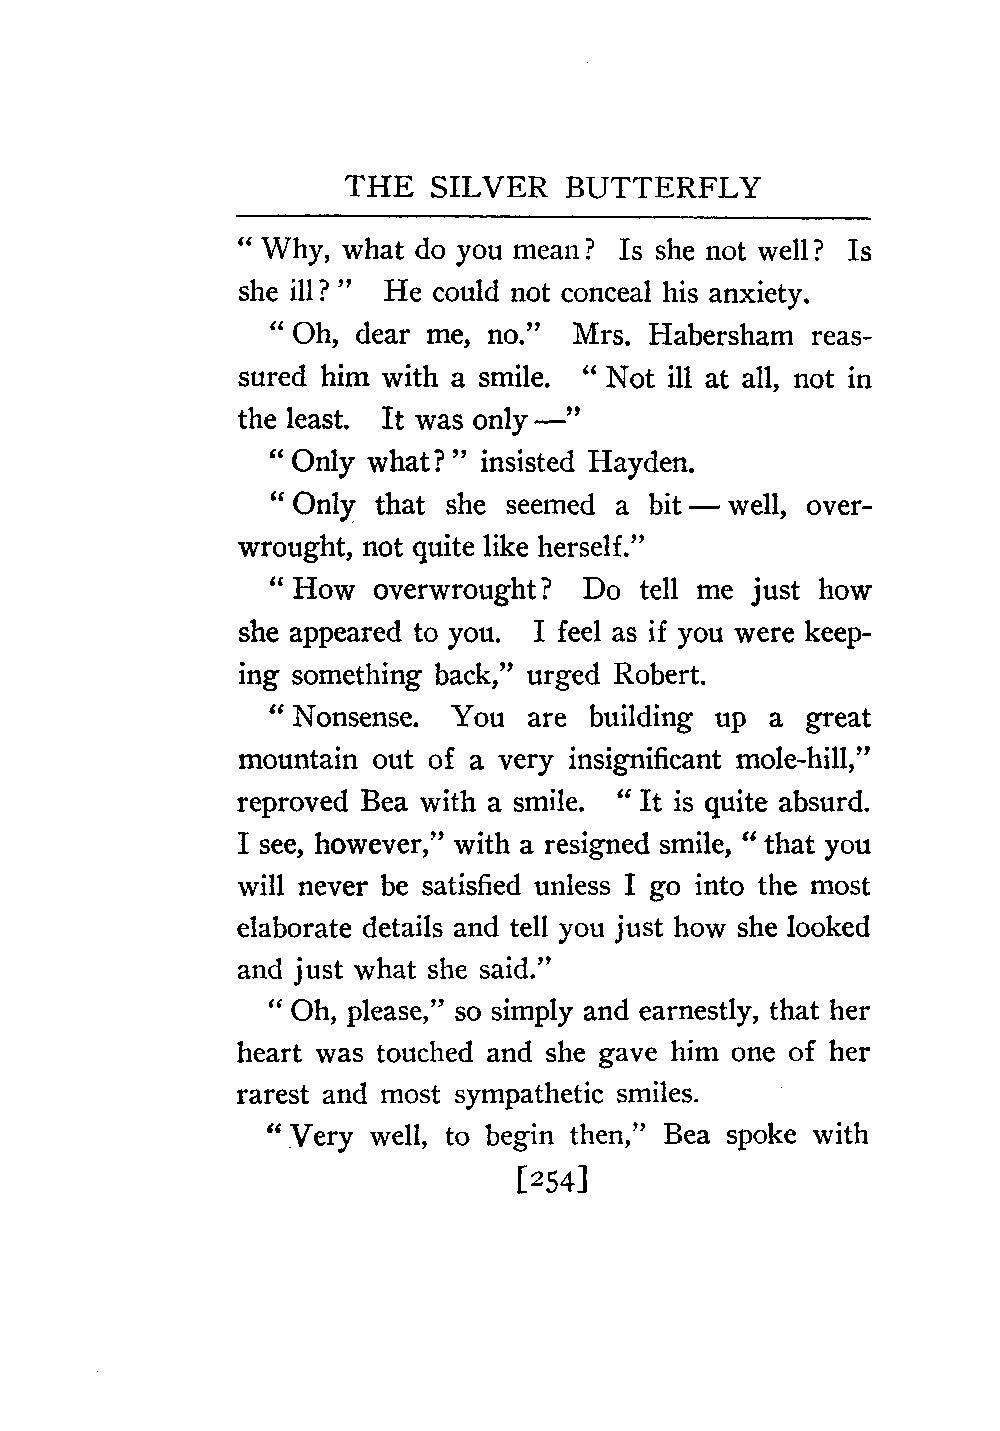 THE SILVER BUTTERFLY
“ Why, what do you mean? Is she not well? Is
she ill? ” He could not conceal his anxiety.
“ Oh, dear me, no.” Mrs. Habersham reas-
sured him with a smile. “ Not ill at all, not in
the least. It was only —”
“ Only what? ” insisted Hayden.
“ Only that she seemed a bit — well, over-
wrought, not quite like herself.”
“ How overwrought? Do tell me just how
she appeared to you. I feel as if you were keep-
ing something back,” urged Robert.
“ Nonsense. You are building up a great
mountain out of a very insignificant mole-hill,”
reproved Bea with a smile. “ It is quite absurd.
I see, however,” with a resigned smile, “ that you
will never be satisfied unless I go into the most
elaborate details and tell you just how she looked
and just what she said.”
“ Oh, please,” so simply and earnestly, that her
heart was touched and she gave him one of her
rarest and most sympathetic smiles.
“ Very well, to begin then,” Bea spoke with
[254]